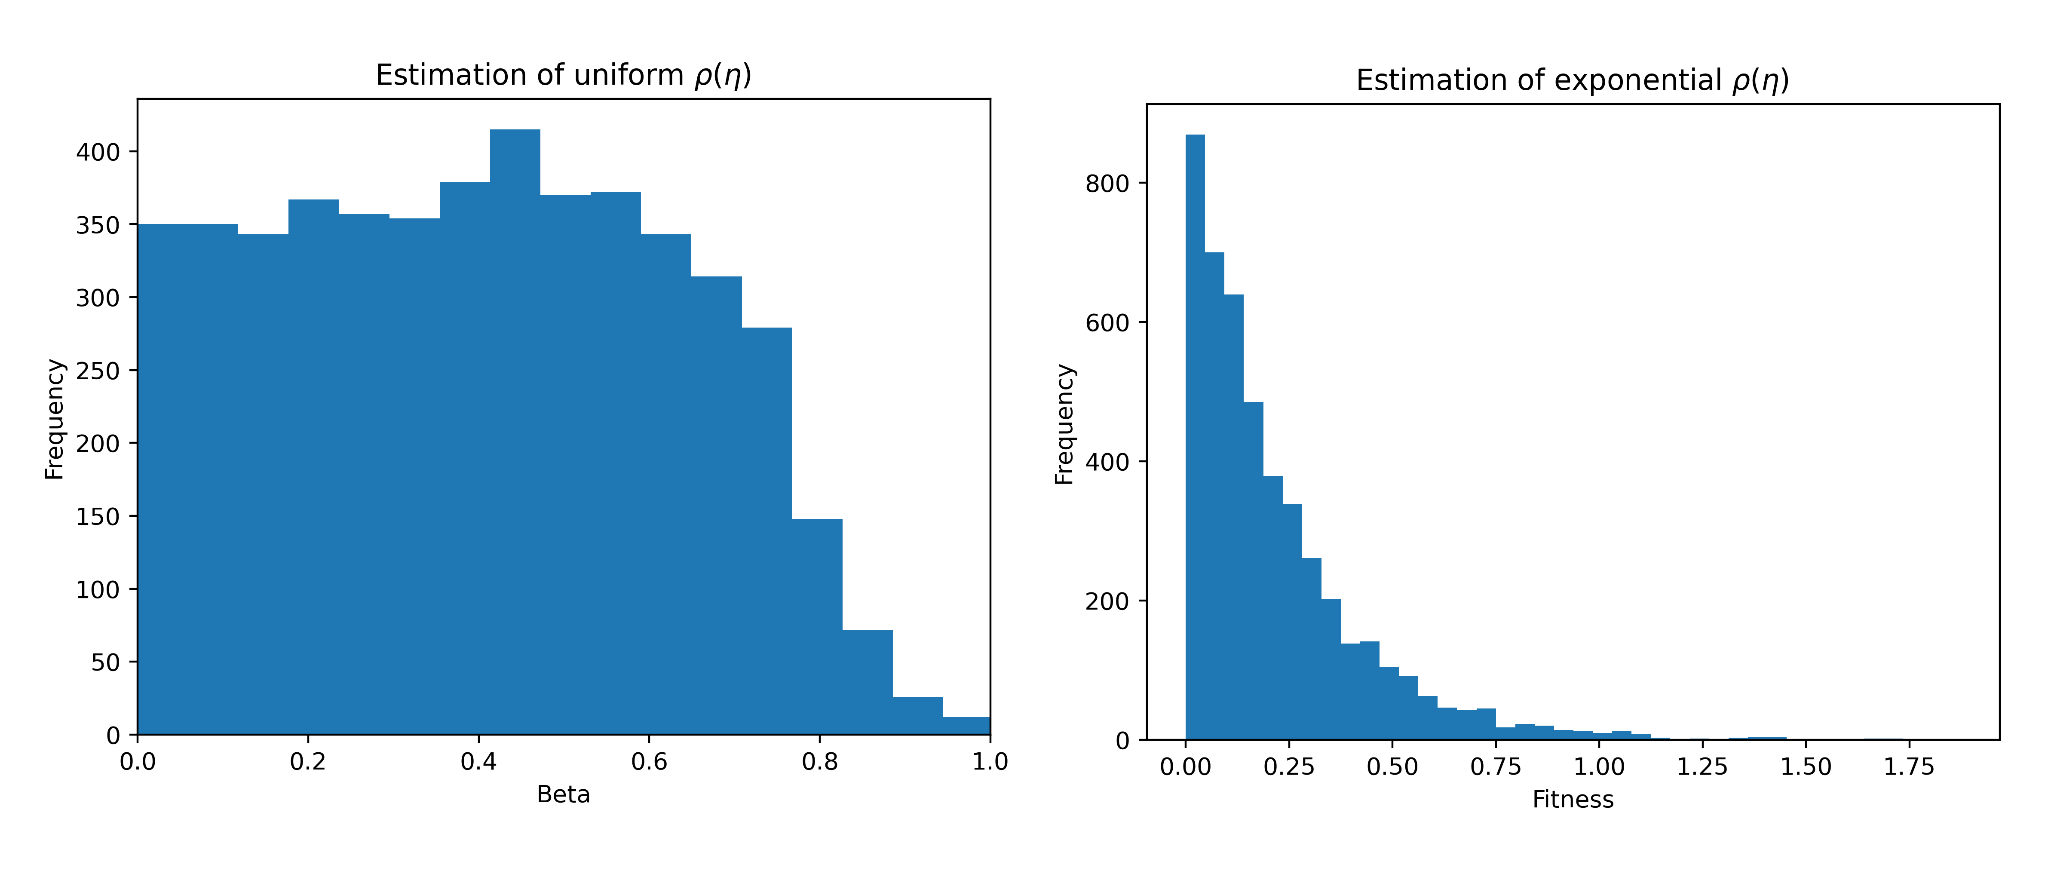 Estimation of uniform ρ(η)
Frequency
400
350
300
250
200
150
100
50
0
0.0 0.2 0.4 0.6 0.8 1.0
Beta
Estimation of exponential ρ(η)
Frequency
800
600
400
200
0
0.00 0.25 0.50 0.75 1.00 1.25 1.50 1.75
Fitness